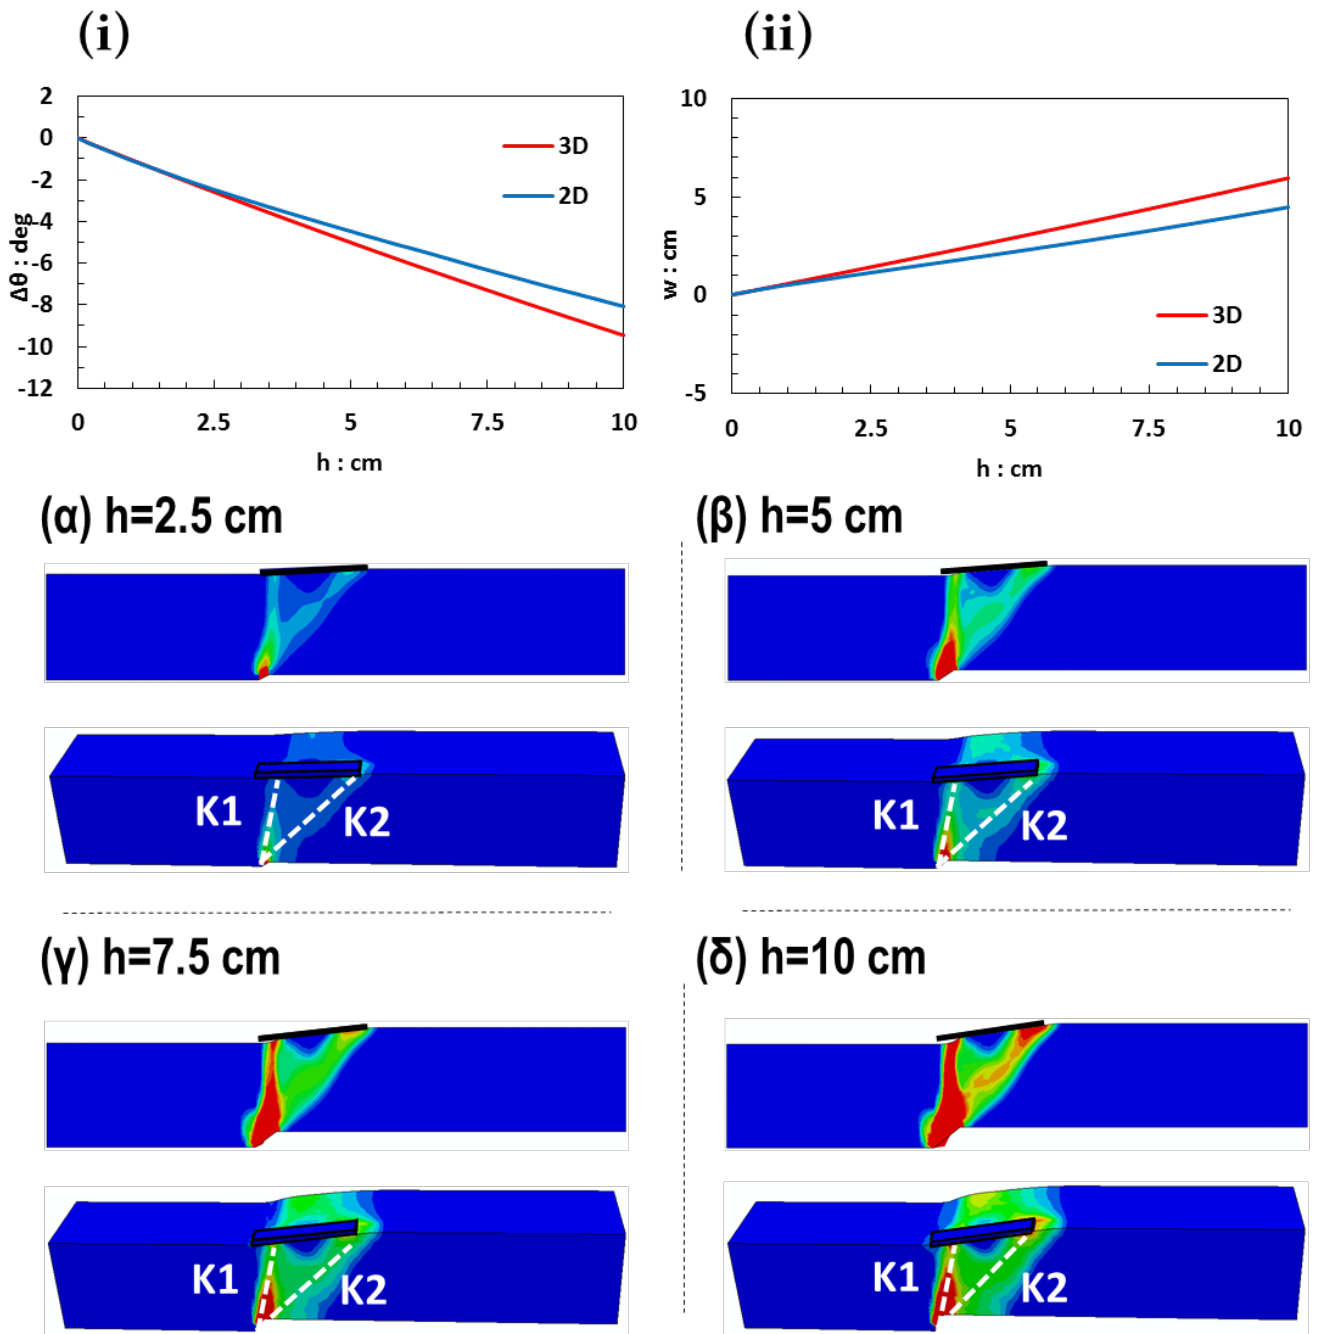 (i)
2
0
-2
-4
-6
-8
-10
-12
Δθ : deg
3D
2D
0
2.5
5
7.5
10
h : cm
(ii)
10
5
0
-5
w : cm
3D
2D
0
2.5
5
7.5
10
h : cm
(α) h=2.5 cm
K1
K2
(β) h=5 cm
K1
K2
(γ) h=7.5 cm
K1
K2
(δ) h=10 cm
K1
K2